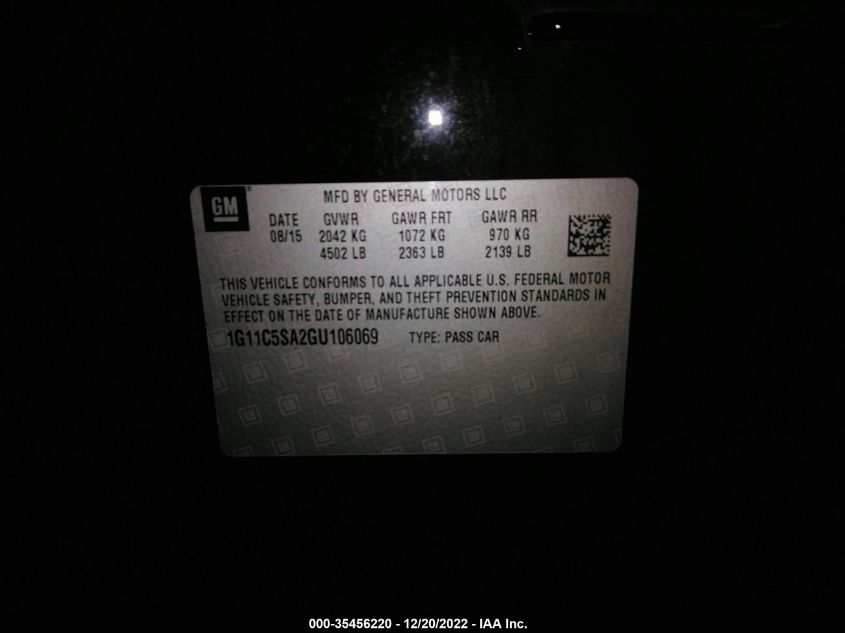 GM
MFD BY GENERAL MOTORS LLC
DATE GVWR GAWR FRT GAWR RR
08/15 2042 KG 1072 KG 970 KG
4502 LB 2363 LB 2139 LB
THIS VEHICLE CONFORMS TO ALL APPLICABLE U.S. FEDERAL MOTOR
VEHICLE SAFETY, BUMPER, AND THEFT PREVENTION STANDARDS IN
EFFECT ON THE DATE OF MANUFACTURE SHOWN ABOVE.
1G11C5SA2GU106069 TYPE: PASS CAR
000-35456220 - 12/20/2022 - IAA Inc.